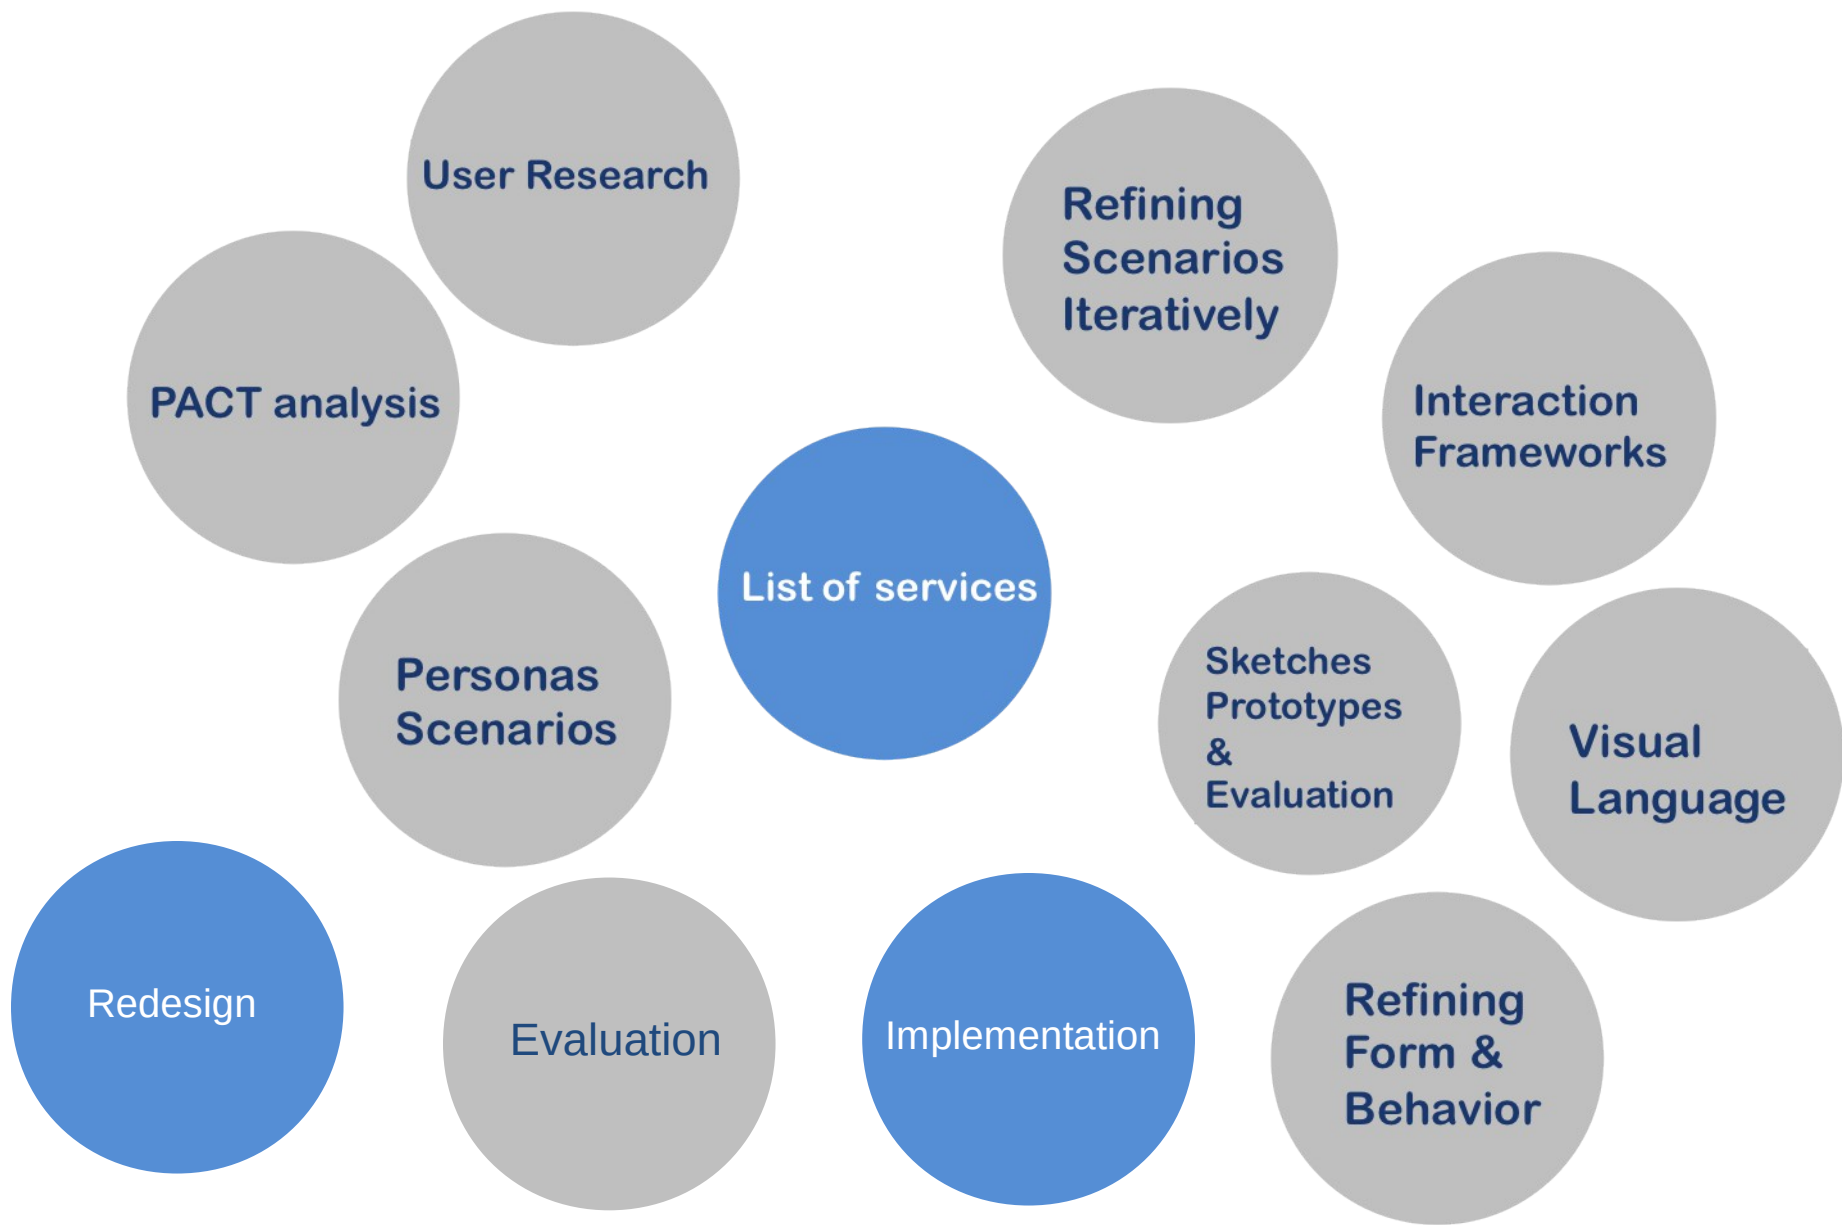 User Research
Refining
Scenarios
Iteratively
PACT analysis
Interaction
Frameworks
List of services
Personas
Scenarios
Sketches
Prototypes
&
Evaluation
Visual
Language
Redesign
Evaluation
Implementation
Refining
Form &
Behavior